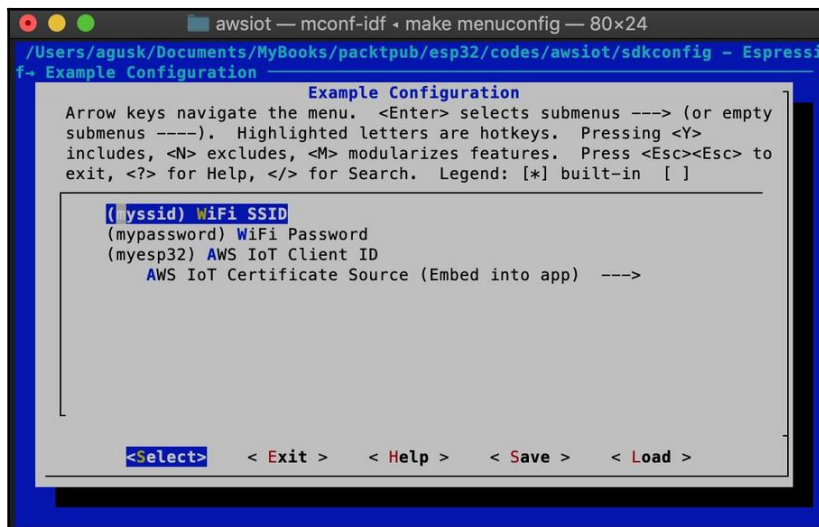 awsiot — mconf-idf ◂ make menuconfig — 80×24
/Users/agusk/Documents/MyBooks/packtpub/esp32/codes/awsiot/sdkconfig – Espressi
f→ Example Configuration
Example Configuration
Arrow keys navigate the menu. <Enter> selects submenus ---> (or empty
submenus ----). Highlighted letters are hotkeys. Pressing <Y>
includes, <N> excludes, <M> modularizes features. Press <Esc><Esc> to
exit, <?> for Help, </> for Search. Legend: [*] built-in [ ]
(myssid) WiFi SSID
(mypassword) WiFi Password
(myesp32) AWS IoT Client ID
AWS IoT Certificate Source (Embed into app) --->
<Select> < Exit > < Help > < Save > < Load >